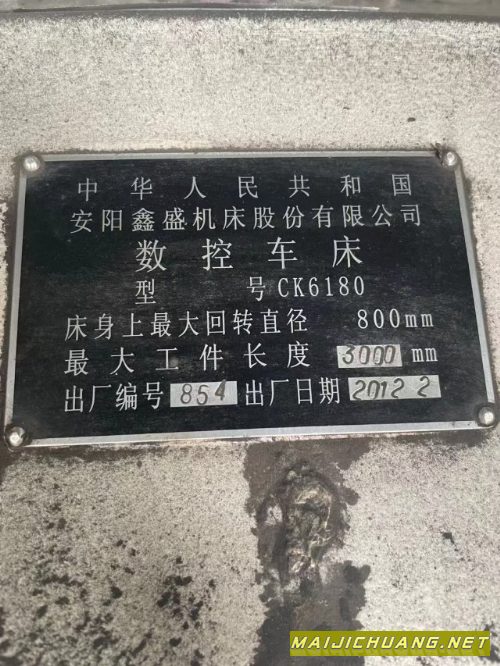 中华人民共和国
安阳鑫盛机床股份有限公司
数控车床
型号CK6180
床身上最大回转直径 800mm
最大工件长度 3000 mm
出厂编号 854 出厂日期 2012 2
MAIJICHUANG.NET